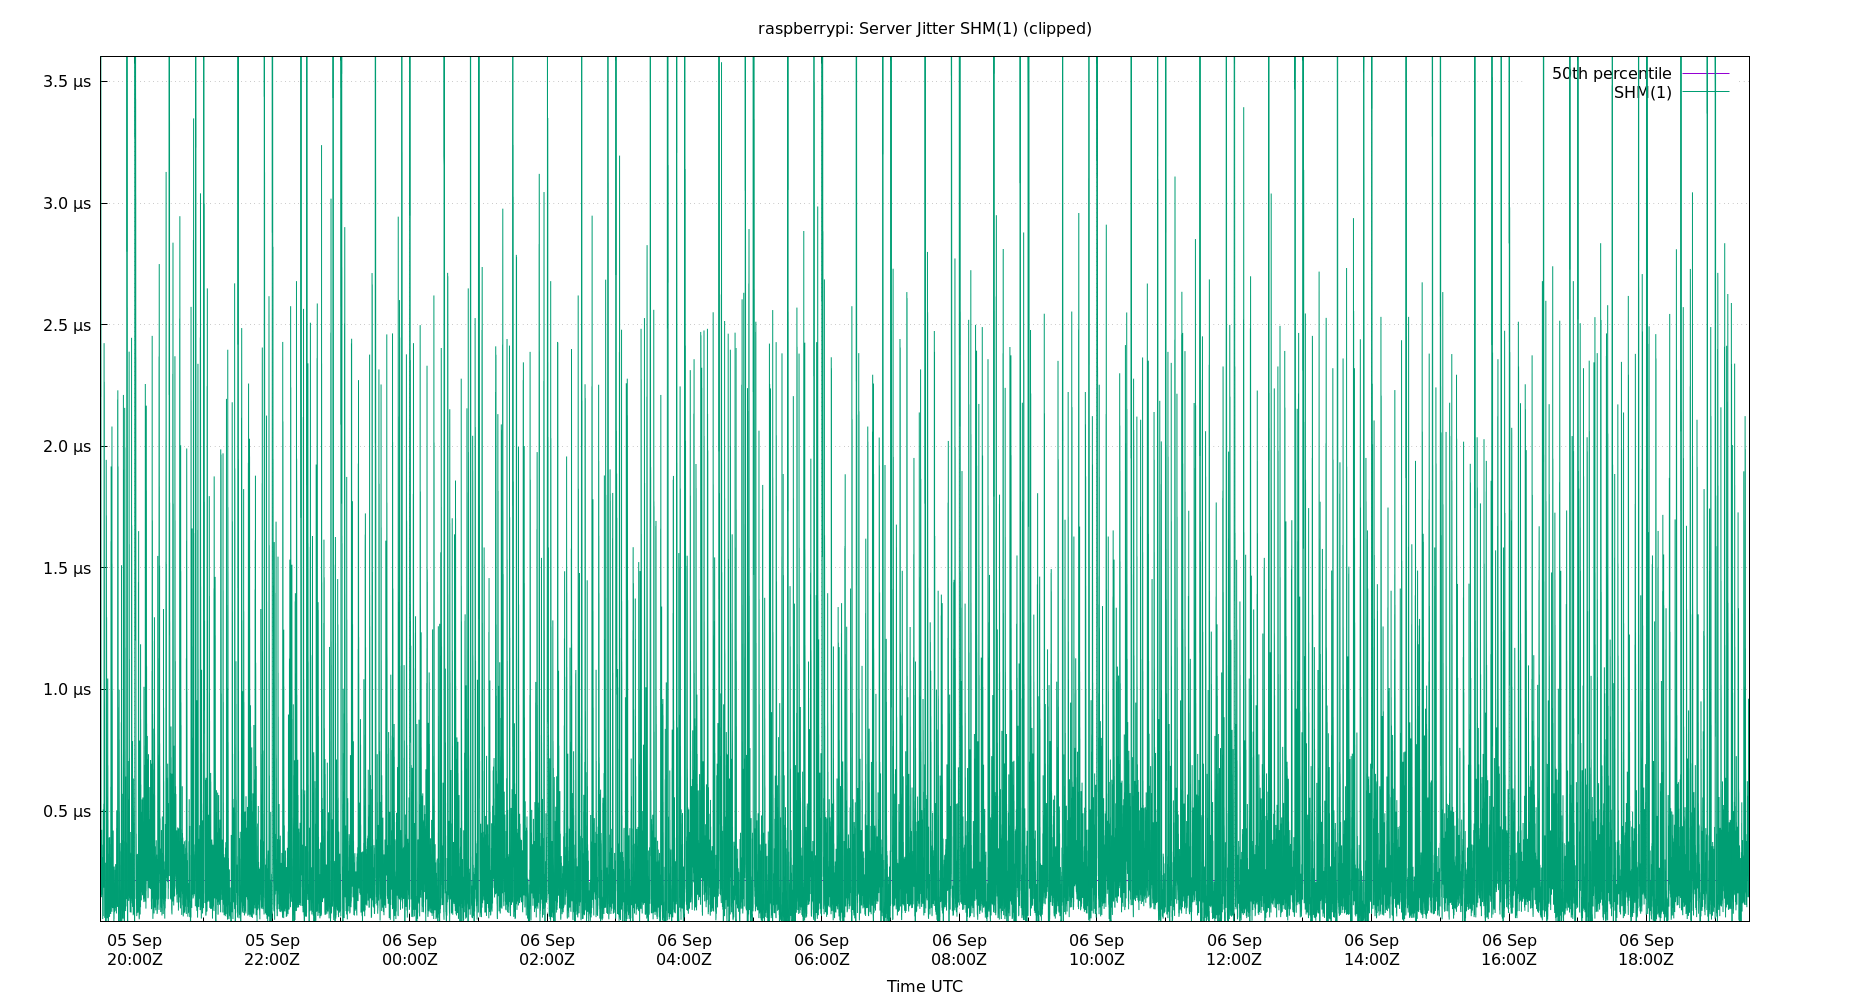 raspberrypi: Server Jitter SHM(1) (clipped)
50th percentile
SHM(1)
3.5 µs
3.0 µs
2.5 µs
2.0 µs
1.5 µs
1.0 µs
0.5 µs
05 Sep 05 Sep 06 Sep 06 Sep 06 Sep 06 Sep 06 Sep 06 Sep 06 Sep 06 Sep 06 Sep 06 Sep
20:00Z 22:00Z 00:00Z 02:00Z 04:00Z 06:00Z 08:00Z 10:00Z 12:00Z 14:00Z 16:00Z 18:00Z
Time UTC